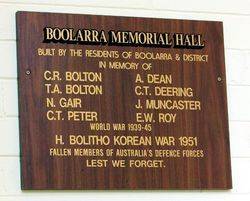 BOOLARRA MEMORIAL HALL
BUILT BY THE RESIDENTS OF BOOLARRA & DISTRICT
IN MEMORY OF
C.R. BOLTON A. DEAN
T.A. BOLTON C.T. DEERING
N. GAIR J. MUNCASTER
C.T. PETER E.W. ROY
WORLD WAR 1939-45
H. BOLITHO KOREAN WAR 1951
FALLEN MEMBERS OF AUSTRALIA'S DEFENCE FORCES
LEST WE FORGET.